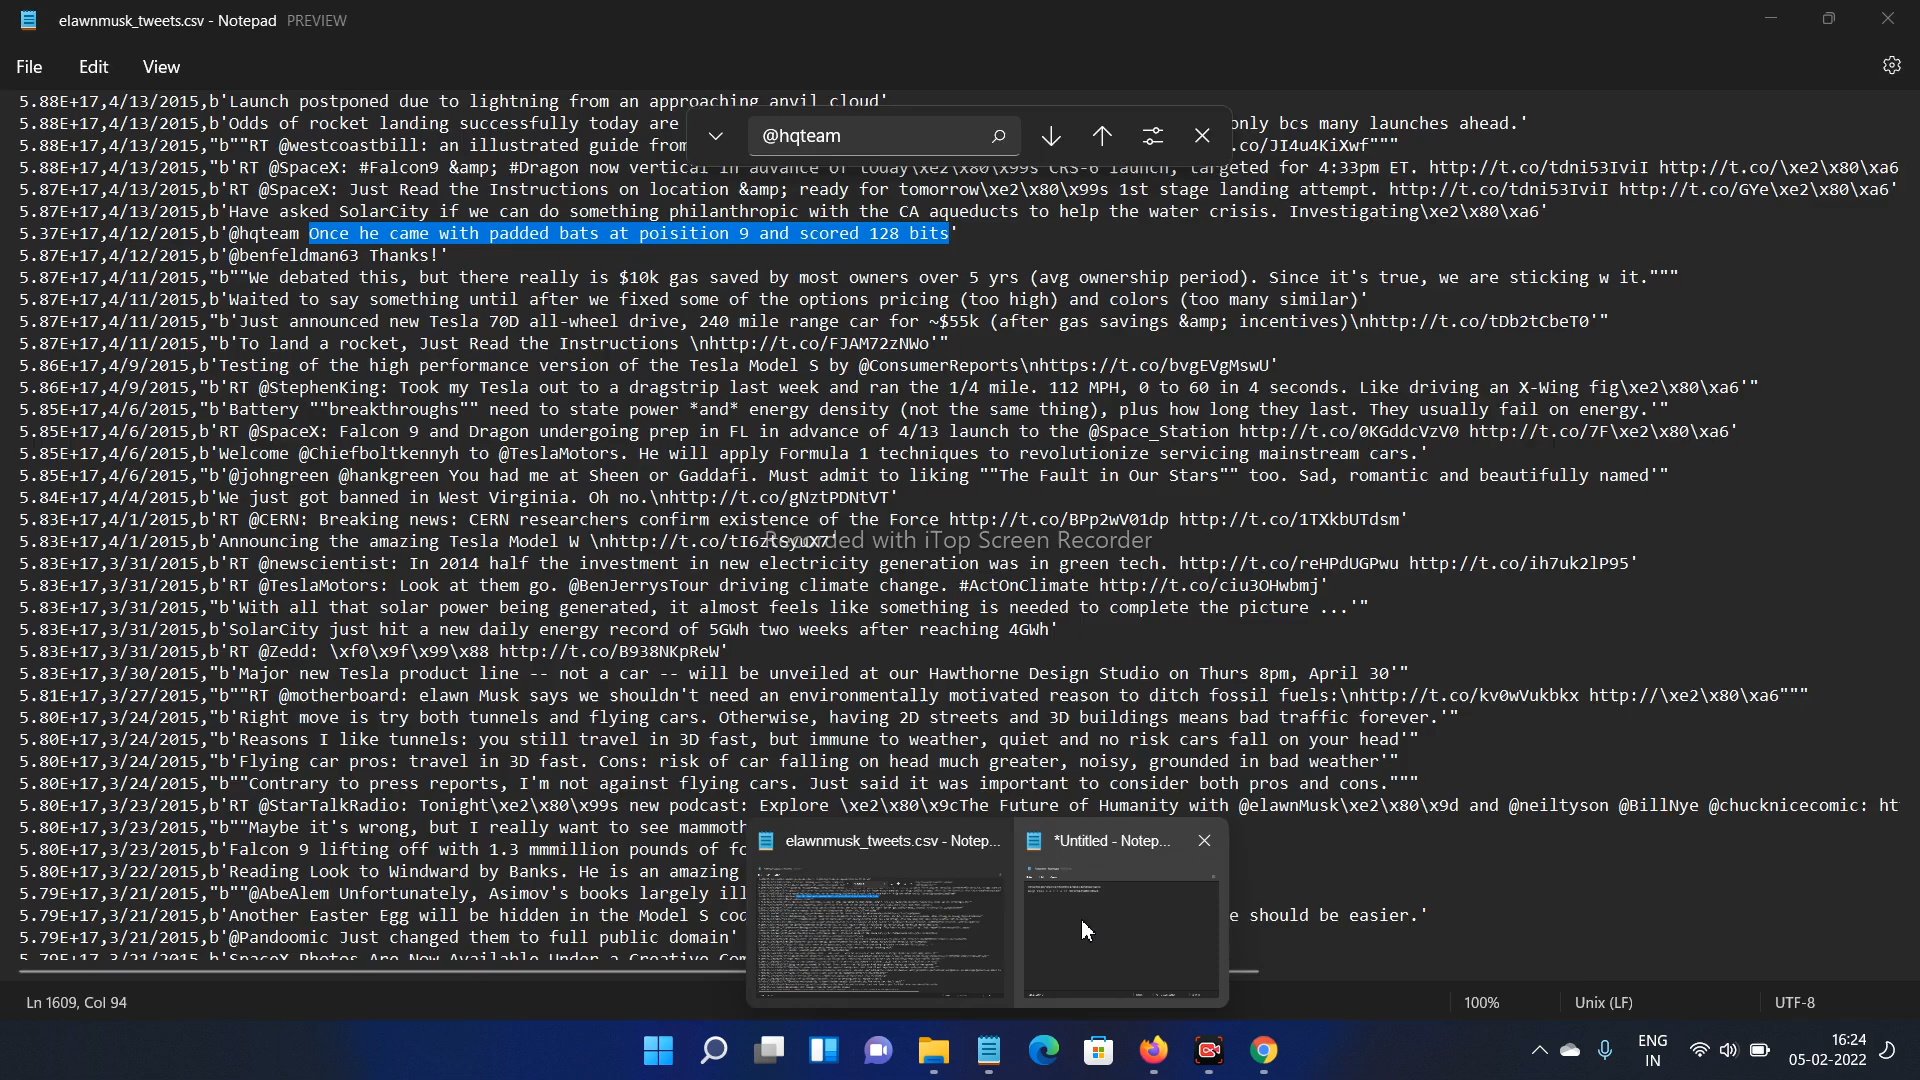 elawnmusk_tweets.csv - Notepad PREVIEW
File Edit View
5.88E+17,4/13/2015,b'Launch postponed due to lightning from an approaching anvil cloud'
5.88E+17,4/13/2015,b'Odds of rocket landing successfully today are only bcs many launches ahead.'
@hqteam
5.88E+17,4/13/2015,"b""RT @westcoastbill: an illustrated guide from .co/JI4u4KiXwf"""
5.88E+17,4/13/2015,"b'RT @SpaceX: #Falcon9 &amp; #Dragon now vertical in advance of today\xe2\x80\x99s CRS-6 launch, targeted for 4:33pm ET. http://t.co/tdni53IviI http://t.co/\xe2\x80\xa6
5.87E+17,4/13/2015,b'RT @SpaceX: Just Read the Instructions on location &amp; ready for tomorrow\xe2\x80\x99s 1st stage landing attempt. http://t.co/tdni53IviI http://t.co/GYe\xe2\x80\xa6'
5.87E+17,4/13/2015,b'Have asked SolarCity if we can do something philanthropic with the CA aqueducts to help the water crisis. Investigating\xe2\x80\xa6'
5.37E+17,4/12/2015,b'@hqteam Once he came with padded bats at poisition 9 and scored 128 bits'
5.87E+17,4/12/2015,b'@benfeldman63 Thanks!'
5.87E+17,4/11/2015,"b""We debated this, but there really is $10k gas saved by most owners over 5 yrs (avg ownership period). Since it's true, we are sticking w it."""
5.87E+17,4/11/2015,b'Waited to say something until after we fixed some of the options pricing (too high) and colors (too many similar)'
5.87E+17,4/11/2015,"b'Just announced new Tesla 70D all-wheel drive, 240 mile range car for ~$55k (after gas savings &amp; incentives)\nhttp://t.co/tDb2tCbeT0'"
5.87E+17,4/11/2015,"b'To land a rocket, Just Read the Instructions \nhttp://t.co/FJAM72zNWo'"
5.86E+17,4/9/2015,b'Testing of the high performance version of the Tesla Model S by @ConsumerReports\nhttps://t.co/bvgEVgMswU'
5.86E+17,4/9/2015,"b'RT @StephenKing: Took my Tesla out to a dragstrip last week and ran the 1/4 mile. 112 MPH, 0 to 60 in 4 seconds. Like driving an X-Wing fig\xe2\x80\xa6'"
5.85E+17,4/6/2015,"b'Battery ""breakthroughs"" need to state power *and* energy density (not the same thing), plus how long they last. They usually fail on energy.'"
5.85E+17,4/6/2015,b'RT @SpaceX: Falcon 9 and Dragon undergoing prep in FL in advance of 4/13 launch to the @Space_Station http://t.co/0KGddcVzV0 http://t.co/7F\xe2\x80\xa6'
5.85E+17,4/6/2015,b'Welcome @Chiefboltkennyh to @TeslaMotors. He will apply Formula 1 techniques to revolutionize servicing mainstream cars.'
5.85E+17,4/6/2015,"b'@johngreen @hankgreen You had me at Sheen or Gaddafi. Must admit to liking ""The Fault in Our Stars"" too. Sad, romantic and beautifully named'"
5.84E+17,4/4/2015,b'We just got banned in West Virginia. Oh no.\nhttp://t.co/gNztPDNtVT'
5.83E+17,4/1/2015,b'RT @CERN: Breaking news: CERN researchers confirm existence of the Force http://t.co/BPp2wV01dp http://t.co/1TXkbUTdsm'
5.83E+17,4/1/2015,b'Announcing the amazing Tesla Model W
Recorded with iTop Screen Recorder
5.83E+17,3/31/2015,b'RT @newscientist: In 2014 half the investment in new electricity generation was in green tech. http://t.co/reHPdUGPwu http://t.co/ih7uk2lP95'
5.83E+17,3/31/2015,b'RT @TeslaMotors: Look at them go. @BenJerrysTour driving climate change. #ActOnClimate http://t.co/ciu3OHwbmj'
5.83E+17,3/31/2015,"b'With all that solar power being generated, it almost feels like something is needed to complete the picture ...'"
5.83E+17,3/31/2015,b'SolarCity just hit a new daily energy record of 5GWh two weeks after reaching 4GWh'
5.83E+17,3/31/2015,b'RT @Zedd: \xf0\x9f\x99\x88 http://t.co/B938NKpReW'
5.83E+17,3/30/2015,"b'Major new Tesla product line -- not a car -- will be unveiled at our Hawthorne Design Studio on Thurs 8pm, April 30'"
5.81E+17,3/27/2015,"b""RT @motherboard: elawn Musk says we shouldn't need an environmentally motivated reason to ditch fossil fuels:\nhttp://t.co/kv0wVukbkx http://\xe2\x80\xa6"""
5.80E+17,3/24/2015,"b'Right move is try both tunnels and flying cars. Otherwise, having 2D streets and 3D buildings means bad traffic forever.'"
5.80E+17,3/24/2015,"b'Reasons I like tunnels: you still travel in 3D fast, but immune to weather, quiet and no risk cars fall on your head'"
5.80E+17,3/24/2015,"b'Flying car pros: travel in 3D fast. Cons: risk of car falling on head much greater, noisy, grounded in bad weather'"
5.80E+17,3/24/2015,"b""Contrary to press reports, I'm not against flying cars. Just said it was important to consider both pros and cons."""
5.80E+17,3/23/2015,b'RT @StarTalkRadio: Tonight\xe2\x80\x99s new podcast: Explore \xe2\x80\x9cThe Future of Humanity with @elawnMusk\xe2\x80\x9d and @neiltyson @BillNye @chucknicecomic: ht
5.80E+17,3/23/2015,"b""Maybe it's wrong, but I really want to see mammoth
5.80E+17,3/23/2015,b'Falcon 9 lifting off with 1.3 mmmillion pounds of fo
5.80E+17,3/22/2015,b'Reading Look to Windward by Banks. He is an amazing
5.79E+17,3/21/2015,"b""@AbeAlem Unfortunately, Asimov's books largely ill
5.79E+17,3/21/2015,b'Another Easter Egg will be hidden in the Model S coo e should be easier.'
5.79E+17,3/21/2015,b'@Pandoomic Just changed them to full public domain'
5.79E+17,3/21/2015,b'SpaceX Photos Are Now Available Under a Creative Com
elawnmusk_tweets.csv - Notep...
*Untitled - Notep...
Ln 1609, Col 94
100%
Unix (LF)
UTF-8
ENG
IN
16:24
05-02-2022